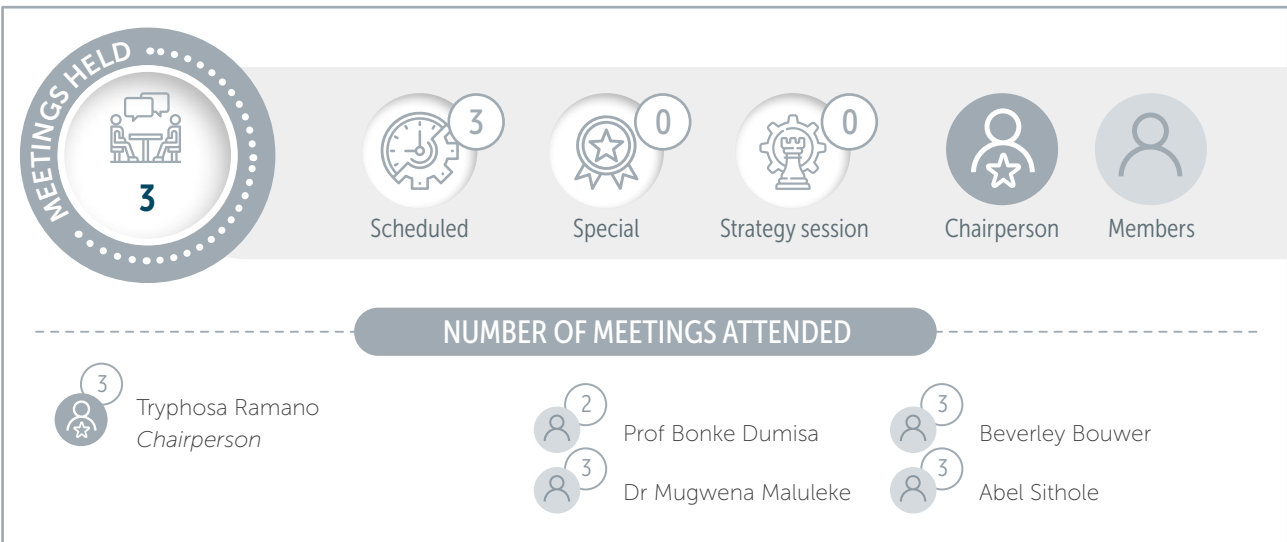 MEETINGS HELD
3
3
Scheduled
0
Special
0
Strategy session
Chairperson
Members
NUMBER OF MEETINGS ATTENDED
3
Tryphosa Ramano
Chairperson
2
Prof Bonke Dumisa
3
Dr Mugwena Maluleke
3
Beverley Bouwer
3
Abel Sithole